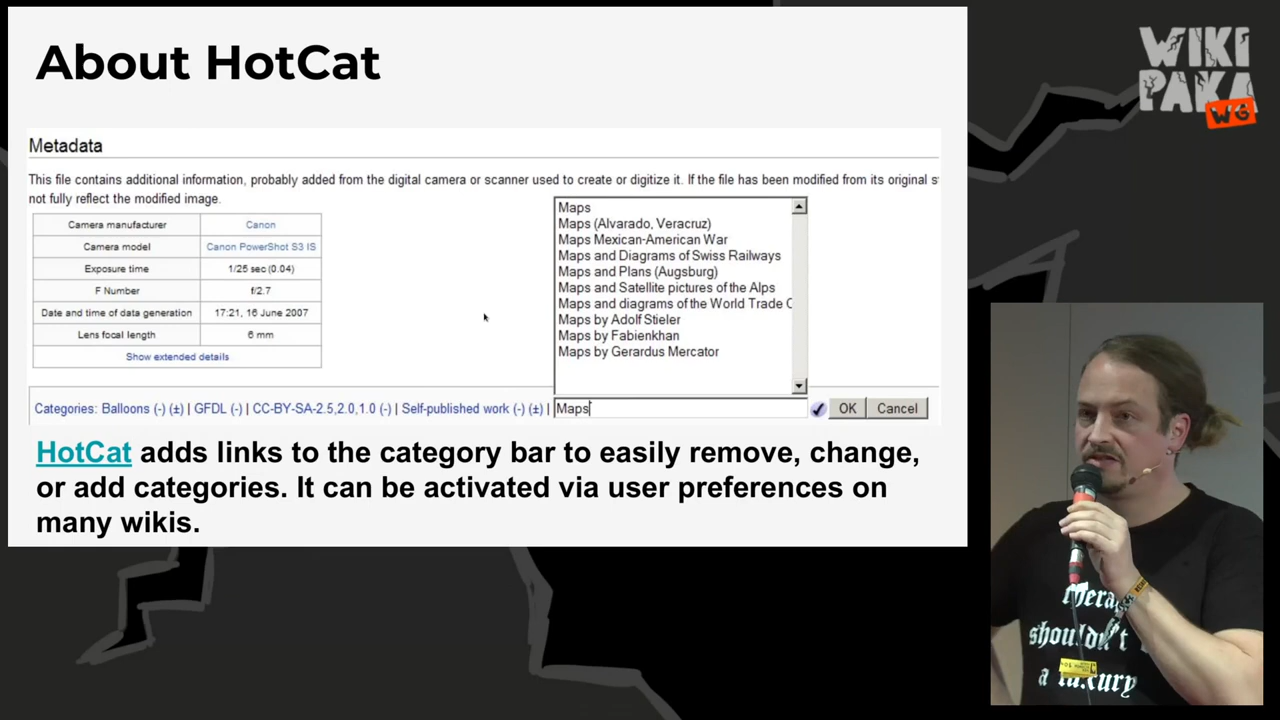 About HotCat
WIKI
PAKA
WG
Metadata
This file contains additional information, probably added from the digital camera or scanner used to create or digitize it. If the file has been modified from its original
not fully reflect the modified image.
Camera manufacturer Canon
Camera model Canon PowerShot S3 IS
Exposure time 1/25 sec (0.04)
F Number f/2.7
Date and time of data generation 17:21, 16 June 2007
Lens focal length 6 mm
Show extended details
Maps
Maps (Alvarado, Veracruz)
Maps Mexican-American War
Maps and Diagrams of Swiss Railways
Maps and Plans (Augsburg)
Maps and Satellite pictures of the Alps
Maps and diagrams of the World Trade C
Maps by Adolf Stieler
Maps by Fabienkhan
Maps by Gerardus Mercator
Categories: Balloons (-) (±) | GFDL (-) | CC-BY-SA-2.5,2.0,1.0 (-) | Self-published work (-) (±) | Maps OK Cancel
HotCat adds links to the category bar to easily remove, change,
or add categories. It can be activated via user preferences on
many wikis.
shouldn't
a luxury